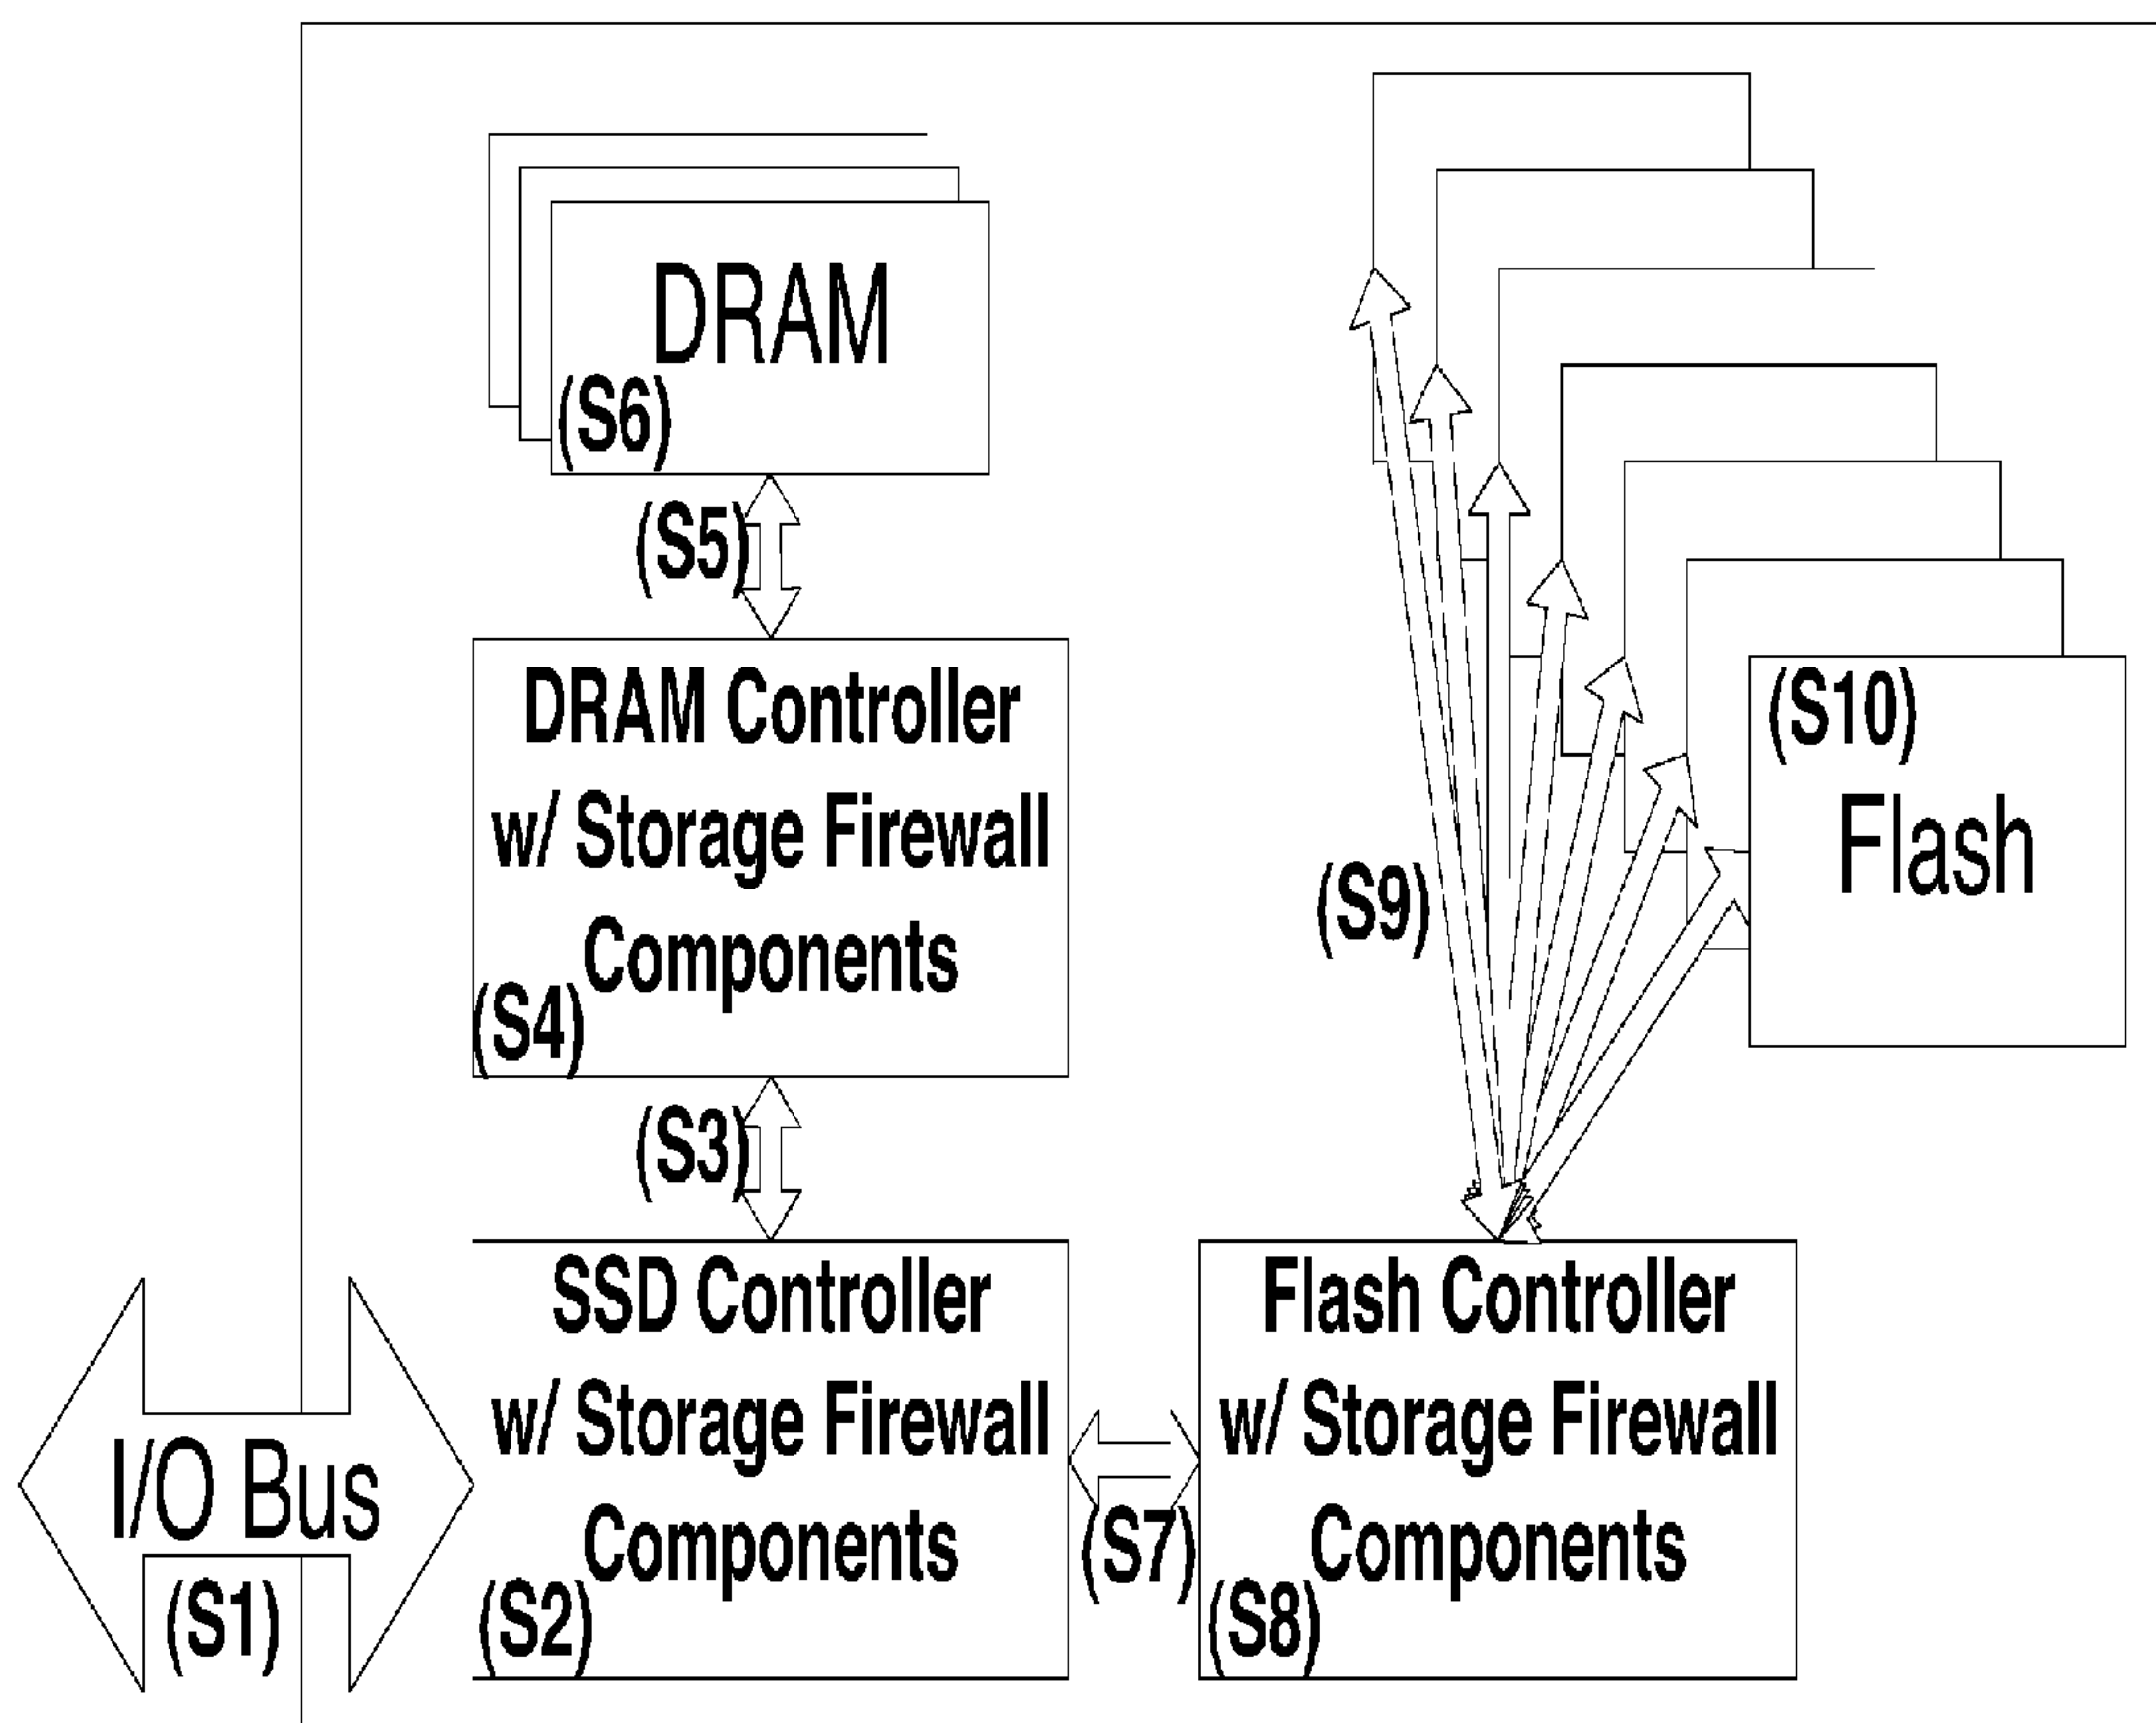 DRAM
(S6)
(S5)
DRAM Controller
w/ Storage Firewall
Components
(S4)
(S3)
SSD Controller
w/ Storage Firewall
Components
(S2)
I/O Bus
(S1)
(S7)
Flash Controller
w/ Storage Firewall
Components
(S8)
(S9)
(S10)
Flash